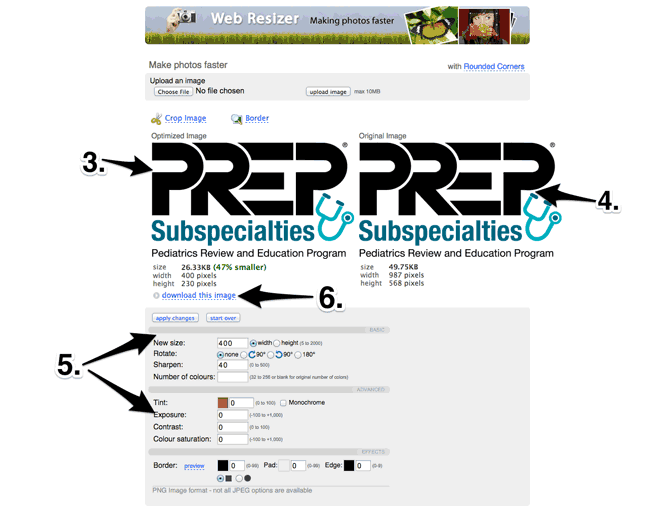 Web Resizer Making photos faster
Make photos faster
with Rounded Corners
Upload an image
Choose File No file chosen upload image max 10MB
Crop Image Border
Optimized Image Original Image
3.
PREP® PREP®
4.
Subspecialties Subspecialties
Pediatrics Review and Education Program Pediatrics Review and Education Program
size 26.33KB (47% smaller) size 49.75KB
width 400 pixels width 987 pixels
height 230 pixels height 568 pixels
download this image
6.
apply changes start over
BASIC
5.
New size: 400 width height (5 to 2000)
Rotate: none 90° 90° 180°
Sharpen: 40 (0 to 500)
Number of colours: (32 to 256 or blank for original number of colors)
ADVANCED
Tint: 0 (0 to 100) Monochrome
Exposure: 0 (-100 to +1,000)
Contrast: 0 (0 to 100)
Colour saturation: 0 (-100 to +1,000)
EFFECTS
Border: preview 0 (0-99) Pad: 0 (0-99) Edge: 0 (0-9)
PNG Image format - not all JPEG options are available